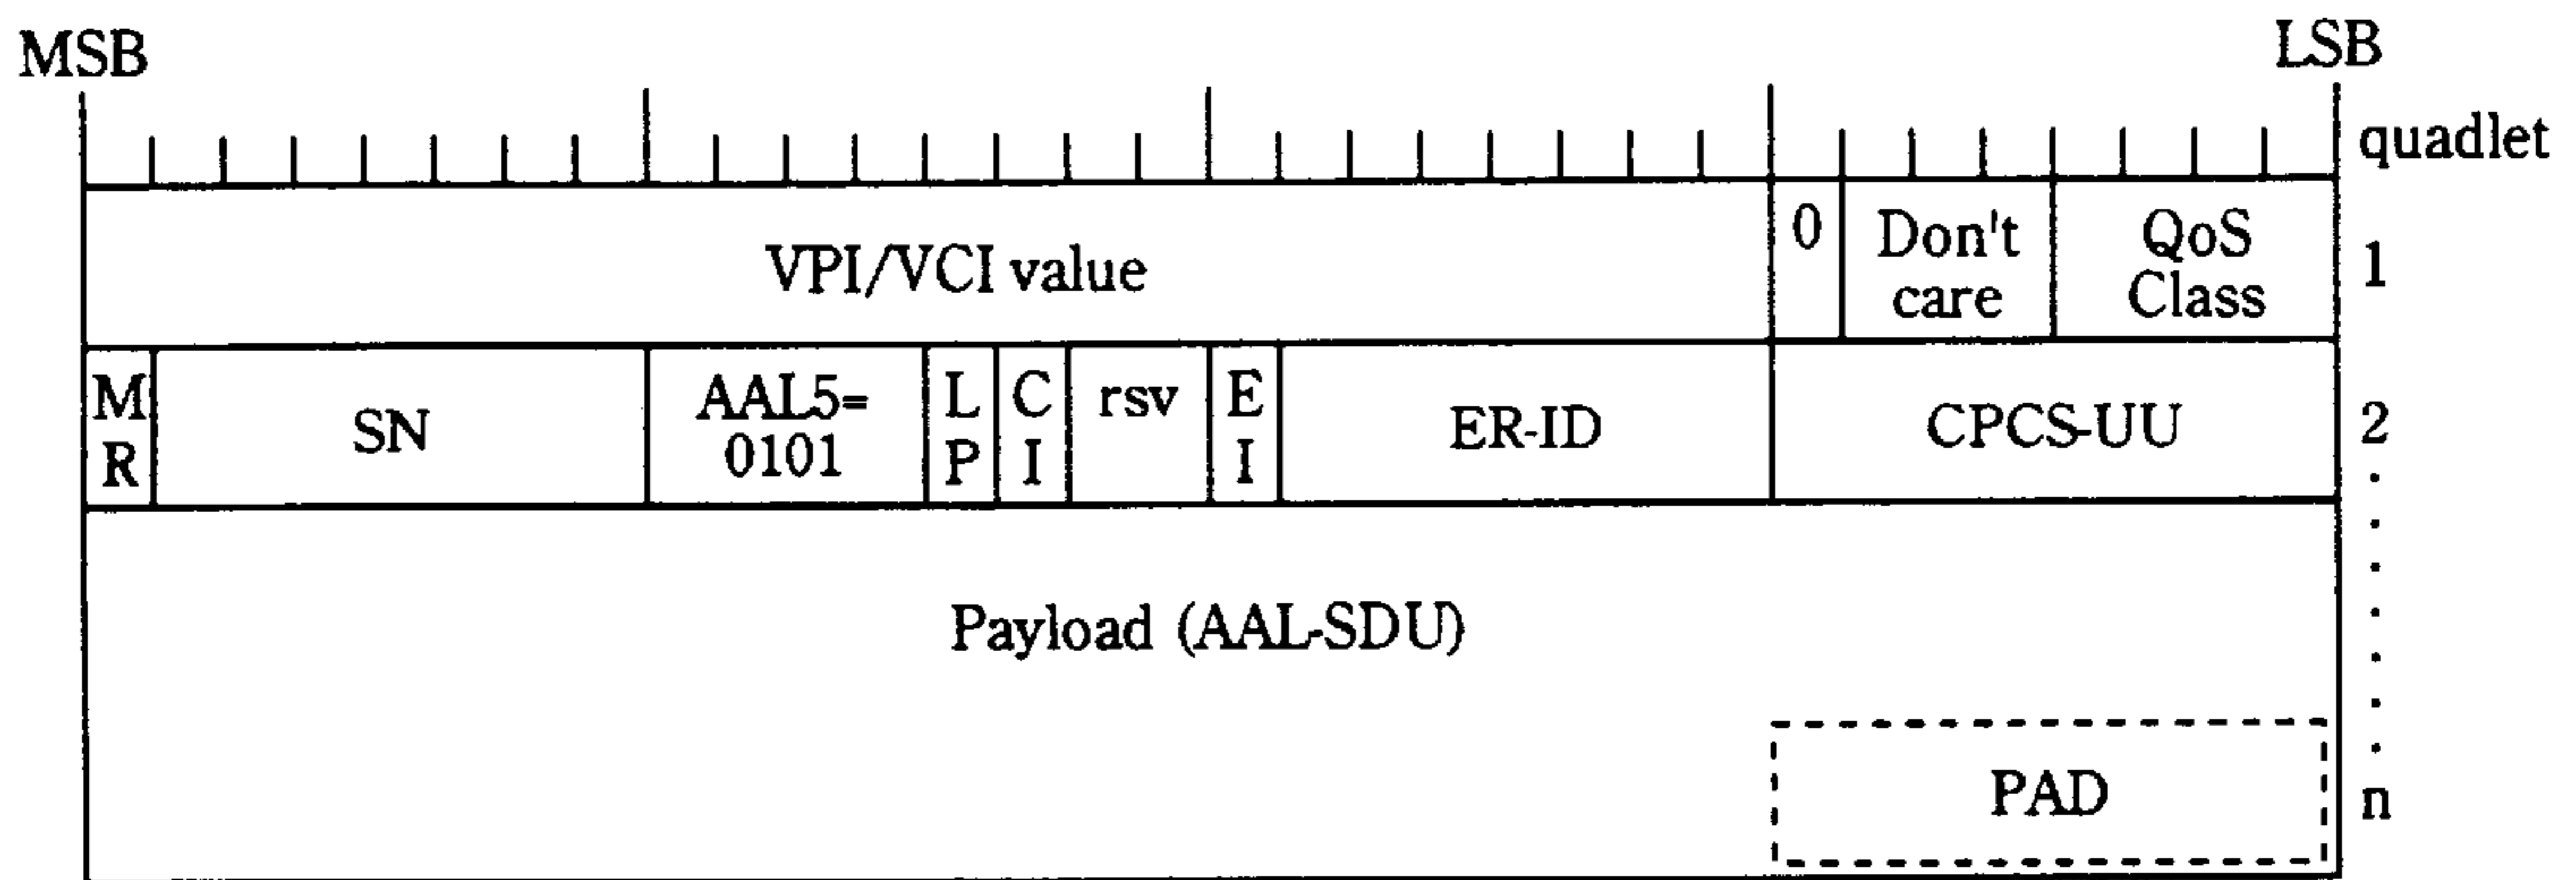 MSB
LSB
quadlet
VPI/VCI value
0
Don't
care
QoS
Class
1
M
R
SN
AAL5=
0101
L
P
C
I
rsv
E
I
ER-ID
CPCS-UU
2
Payload (AAL-SDU)
PAD
n